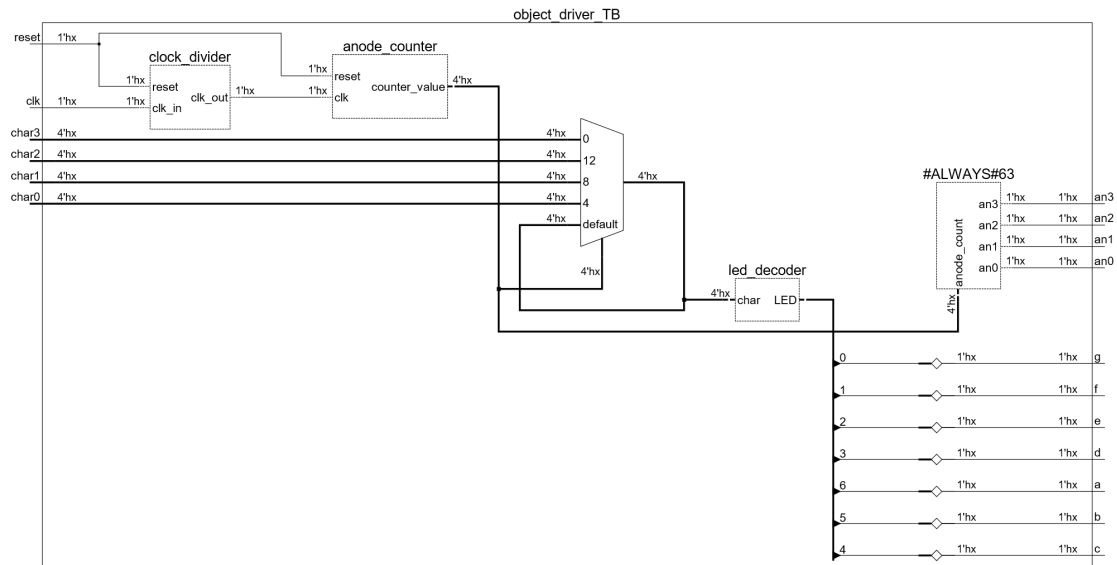 object_driver_TB
reset 1'hx
clock_divider
anode_counter
1'hx reset
1'hx clk_in
clk_out 1'hx
1'hx reset
1'hx clk
counter_value 4'hx
clk 1'hx
char3 4'hx 4'hx 0
char2 4'hx 4'hx 12
char1 4'hx 4'hx 8 4'hx
char0 4'hx 4'hx 4
4'hx default
4'hx
#ALWAYS#63
an3 1'hx 1'hx an3
an2 1'hx 1'hx an2
an1 1'hx 1'hx an1
an0 1'hx 1'hx an0
anode_count
4'hx
led_decoder
4'hx char LED
0 1'hx 1'hx g
1 1'hx 1'hx f
2 1'hx 1'hx e
3 1'hx 1'hx d
6 1'hx 1'hx a
5 1'hx 1'hx b
4 1'hx 1'hx c